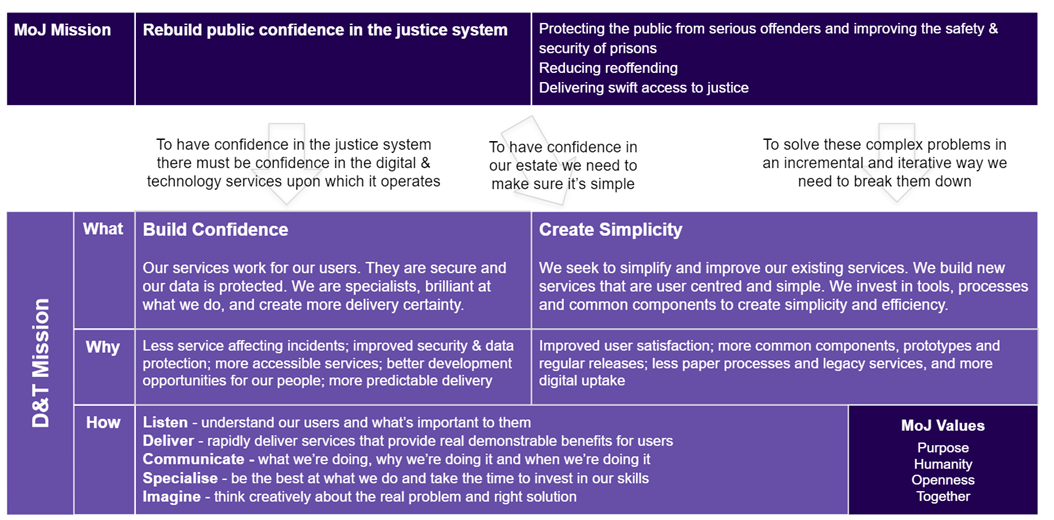 MoJ Mission
Rebuild public confidence in the justice system
Protecting the public from serious offenders and improving the safety &
security of prisons
Reducing reoffending
Delivering swift access to justice
To have confidence in the justice system
there must be confidence in the digital &
technology services upon which it operates
To have confidence in
our estate we need to
make sure it's simple
To solve these complex problems in
an incremental and iterative way we
need to break them down
D&T Mission
What
Build Confidence
Our services work for our users. They are secure and
our data is protected. We are specialists, brilliant at
what we do, and create more delivery certainty.
Create Simplicity
We seek to simplify and improve our existing services. We build new
services that are user centred and simple. We invest in tools, processes
and common components to create simplicity and efficiency.
Why
Less service affecting incidents; improved security & data
protection; more accessible services; better development
opportunities for our people; more predictable delivery
Improved user satisfaction; more common components, prototypes and
regular releases; less paper processes and legacy services, and more
digital uptake
How
Listen - understand our users and what's important to them
Deliver - rapidly deliver services that provide real demonstrable benefits for users
Communicate - what we're doing, why we're doing it and when we're doing it
Specialise - be the best at what we do and take the time to invest in our skills
Imagine - think creatively about the real problem and right solution
MoJ Values
Purpose
Humanity
Openness
Together